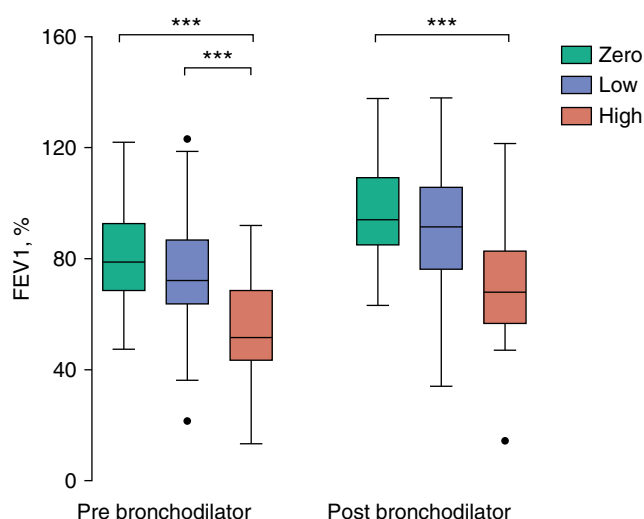 160
120
80
40
0
FEV1, %
***
***
***
Zero
Low
High
Pre bronchodilator
Post bronchodilator